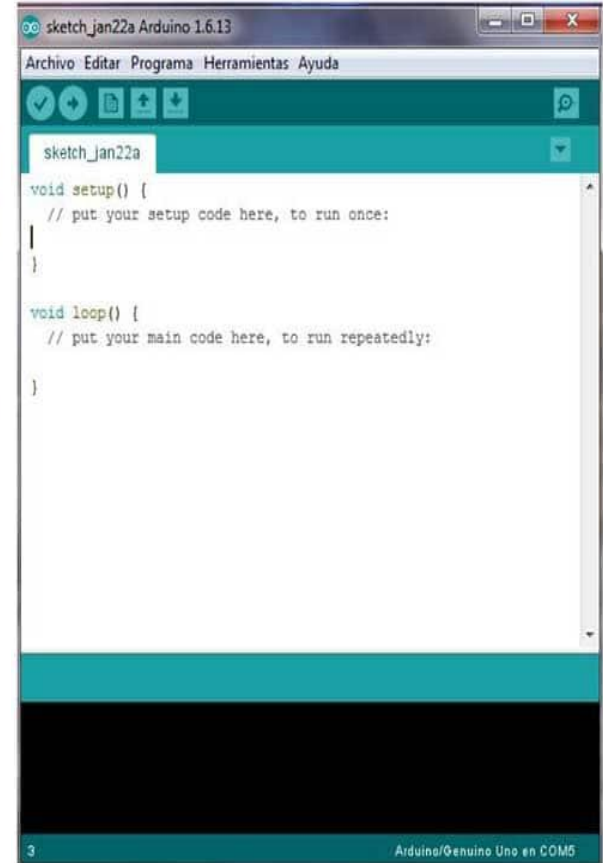 sketch_jan22a Arduino 1.6.13
Archivo Editar Programa Herramientas Ayuda
sketch_jan22a
void setup() {
  // put your setup code here, to run once:
}
void loop() {
  // put your main code here, to run repeatedly:
}
3 Arduino/Genuino Uno en COM5